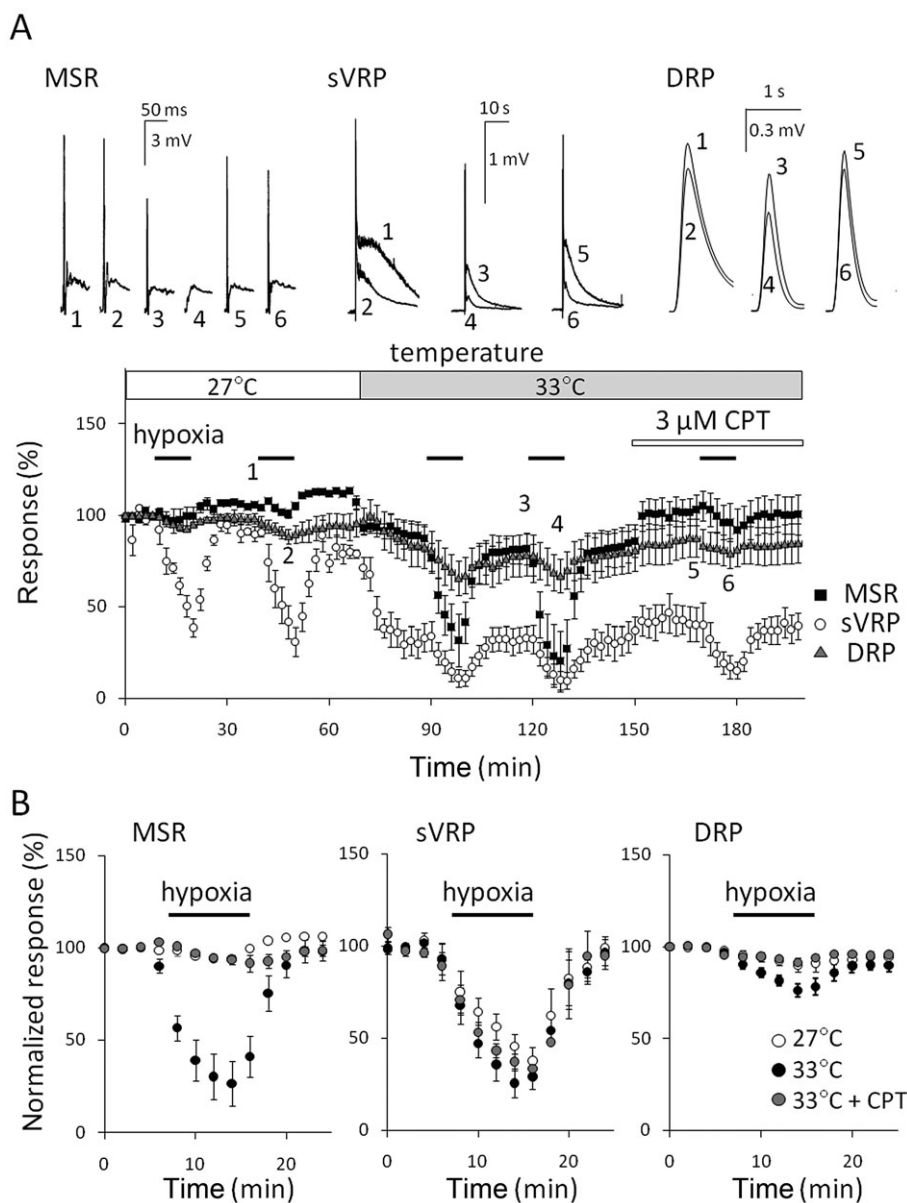 A
MSR
sVRP
DRP
50 ms
3 mV
10 s
1 mV
1 s
0.3 mV
1
2
3
4
5
6
1
2
3
4
5
6
1
2
3
4
5
6
temperature
27°C
33°C
3 µM CPT
hypoxia
1
2
3
4
5
6
150
100
50
0
Response (%)
MSR
sVRP
DRP
0
30
60
90
120
150
180
Time (min)
B
MSR
sVRP
DRP
150
100
50
0
Normalized response (%)
hypoxia
0
10
20
Time (min)
150
100
50
0
hypoxia
0
10
20
Time (min)
150
100
50
0
hypoxia
27°C
33°C
33°C + CPT
0
10
20
Time (min)